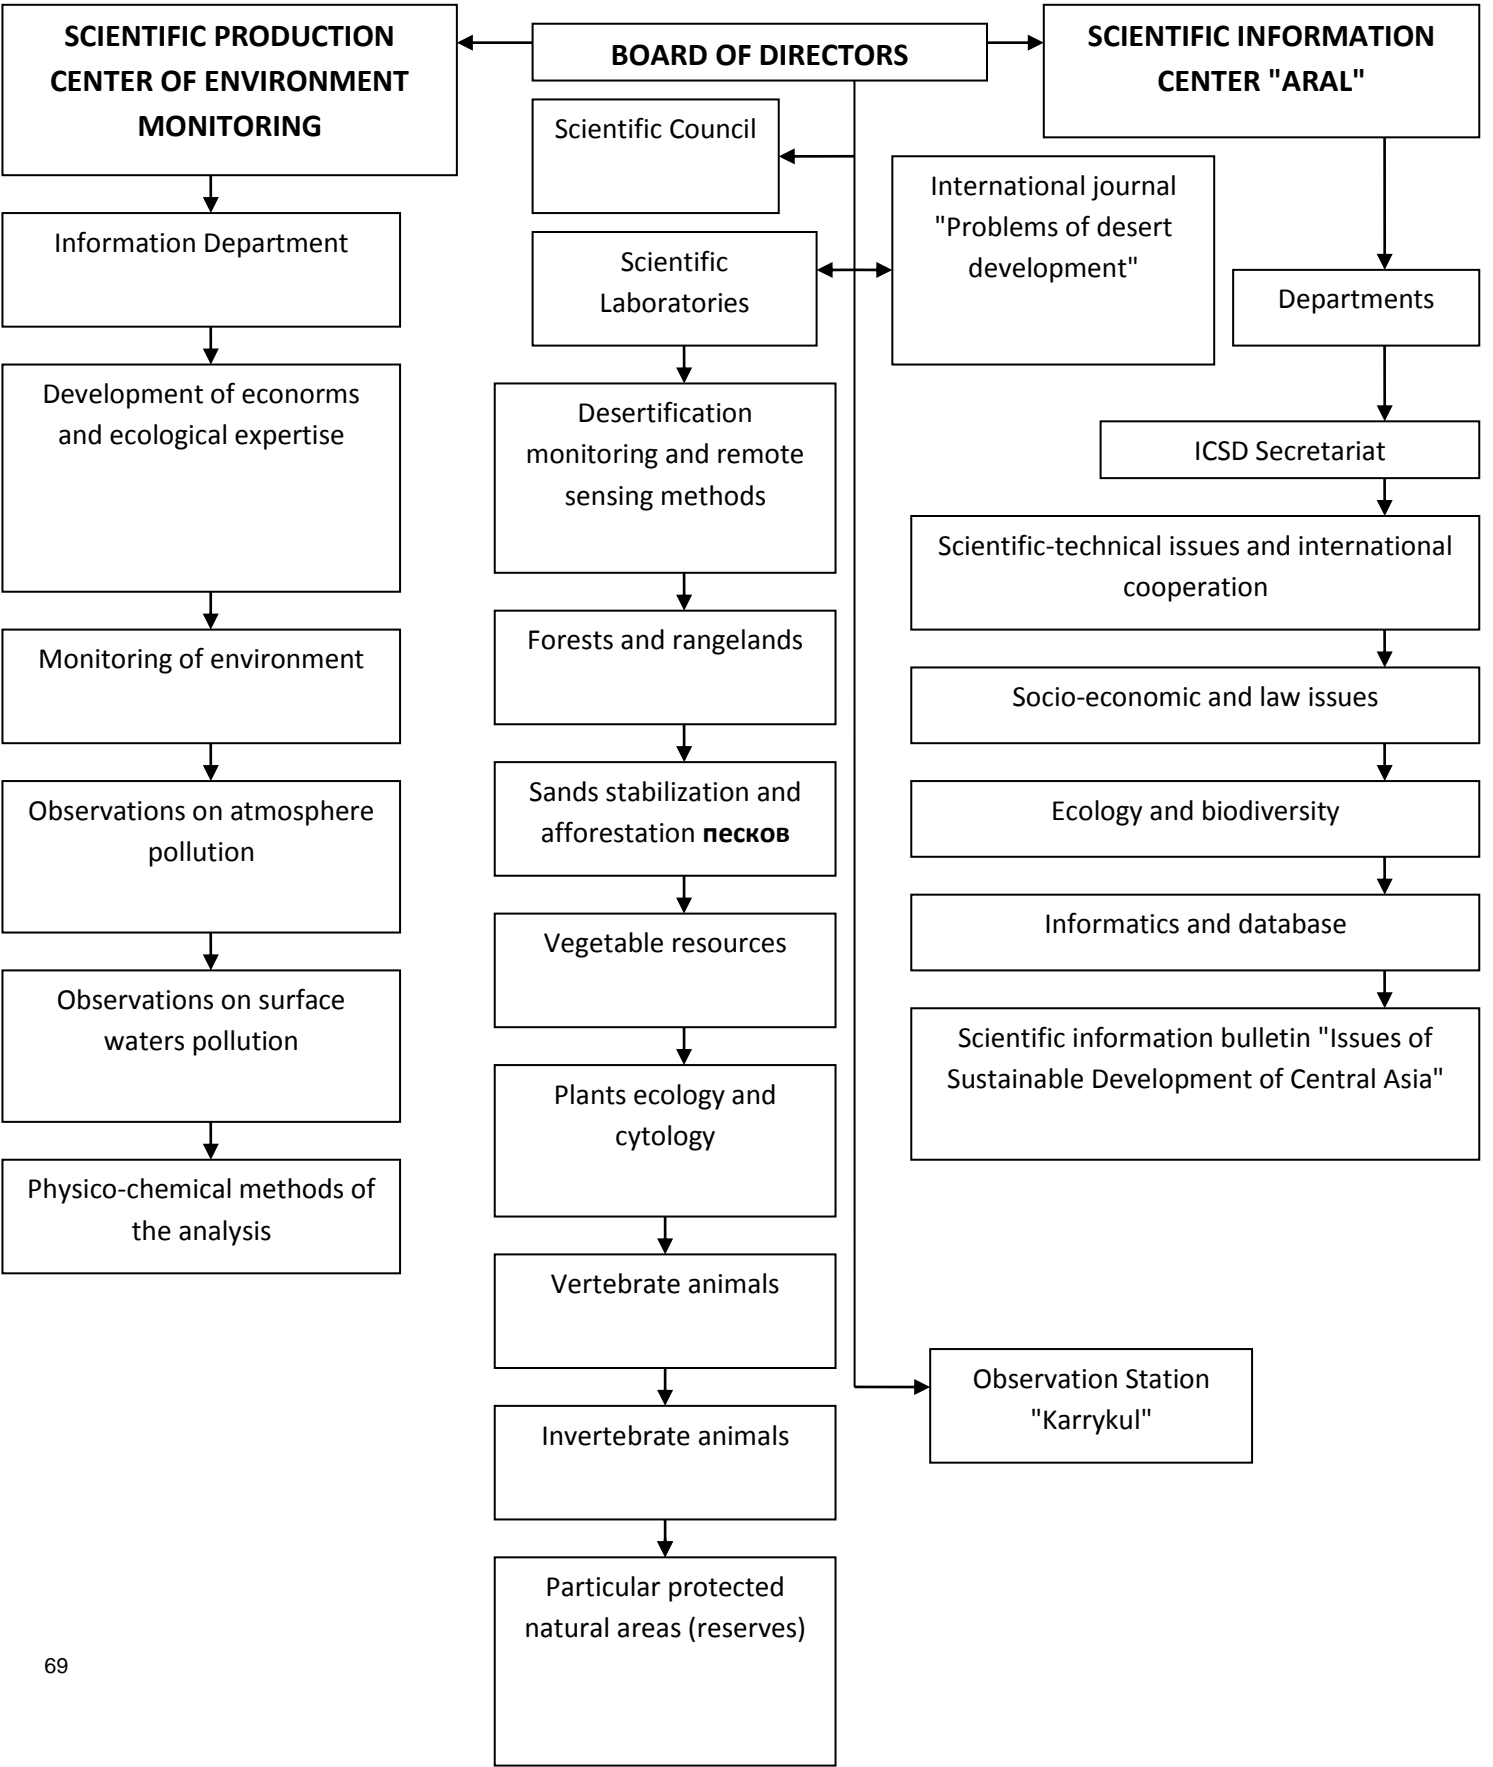 SCIENTIFIC PRODUCTION
CENTER OF ENVIRONMENT
MONITORING
Information Department
Development of econorms
and ecological expertise
Monitoring of environment
Observations on atmosphere
pollution
Observations on surface
waters pollution
Physico-chemical methods of
the analysis
BOARD OF DIRECTORS
Scientific Council
Scientific
Laboratories
International journal
"Problems of desert
development"
Desertification
monitoring and remote
sensing methods
Forests and rangelands
Sands stabilization and
afforestation песков
Vegetable resources
Plants ecology and
cytology
Vertebrate animals
Invertebrate animals
Particular protected
natural areas (reserves)
Observation Station
"Karrykul"
SCIENTIFIC INFORMATION
CENTER "ARAL"
Departments
ICSD Secretariat
Scientific-technical issues and international
cooperation
Socio-economic and law issues
Ecology and biodiversity
Informatics and database
Scientific information bulletin "Issues of
Sustainable Development of Central Asia"
69